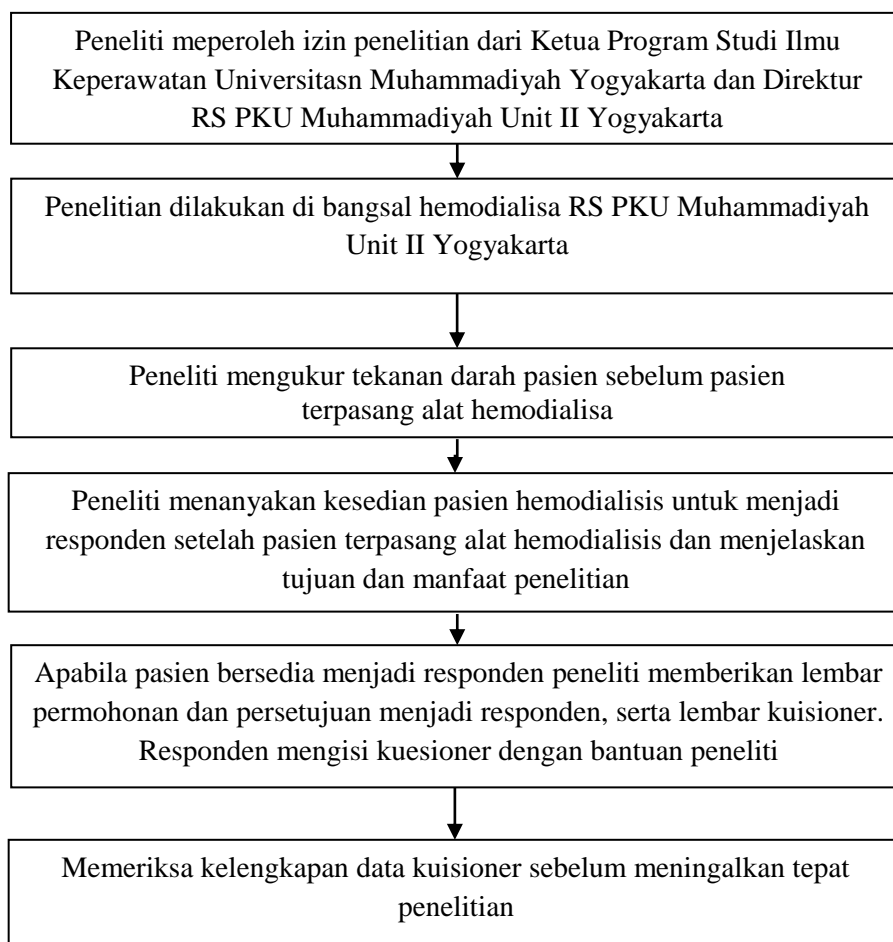 Peneliti meperoleh izin penelitian dari Ketua Program Studi Ilmu
Keperawatan Universitasn Muhammadiyah Yogyakarta dan Direktur
RS PKU Muhammadiyah Unit II Yogyakarta
Penelitian dilakukan di bangsal hemodialisa RS PKU Muhammadiyah
Unit II Yogyakarta
Peneliti mengukur tekanan darah pasien sebelum pasien
terpasang alat hemodialisa
Peneliti menanyakan kesedian pasien hemodialisis untuk menjadi
responden setelah pasien terpasang alat hemodialisis dan menjelaskan
tujuan dan manfaat penelitian
Apabila pasien bersedia menjadi responden peneliti memberikan lembar
permohonan dan persetujuan menjadi responden, serta lembar kuisioner.
Responden mengisi kuesioner dengan bantuan peneliti
Memeriksa kelengkapan data kuisioner sebelum meningalkan tepat
penelitian